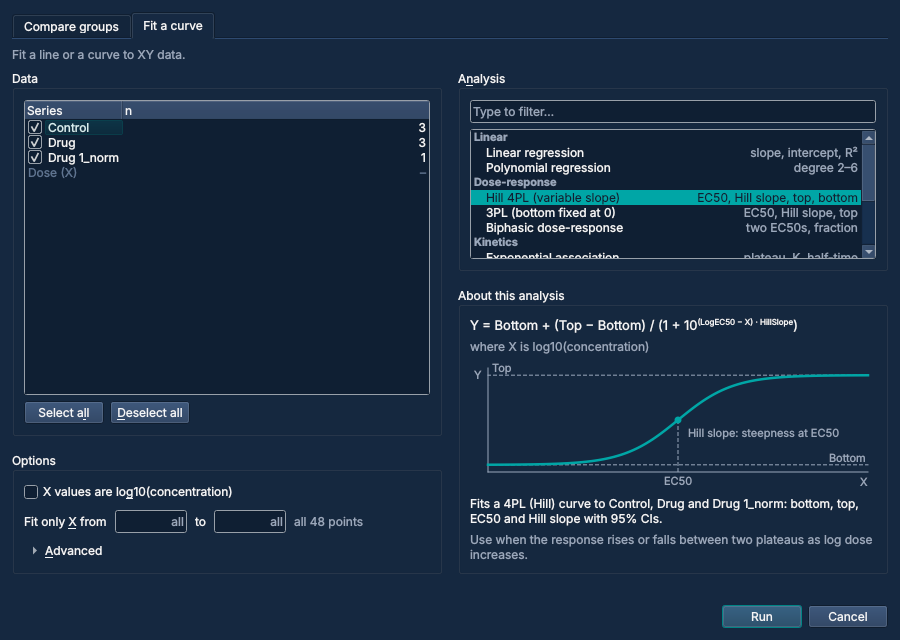 Compare groups
Fit a curve
Fit a line or a curve to XY data.
Data
Series n
Control 3
Drug 3
Drug 1_norm 1
Dose (X) –
Select all
Deselect all
Options
X values are log10(concentration)
Fit only X from all to all all 48 points
Advanced
Analysis
Type to filter...
Linear
Linear regression slope, intercept, R²
Polynomial regression degree 2–6
Dose-response
Hill 4PL (variable slope) EC50, Hill slope, top, bottom
3PL (bottom fixed at 0) EC50, Hill slope, top
Biphasic dose-response two EC50s, fraction
Kinetics
Exponential association plateau, K, half-time
About this analysis
Y = Bottom + (Top − Bottom) / (1 + 10^(LogEC50 − X) · HillSlope)
where X is log10(concentration)
Y
Top
Hill slope: steepness at EC50
Bottom
EC50
X
Fits a 4PL (Hill) curve to Control, Drug and Drug 1_norm: bottom, top,
EC50 and Hill slope with 95% CIs.
Use when the response rises or falls between two plateaus as log dose
increases.
Run
Cancel